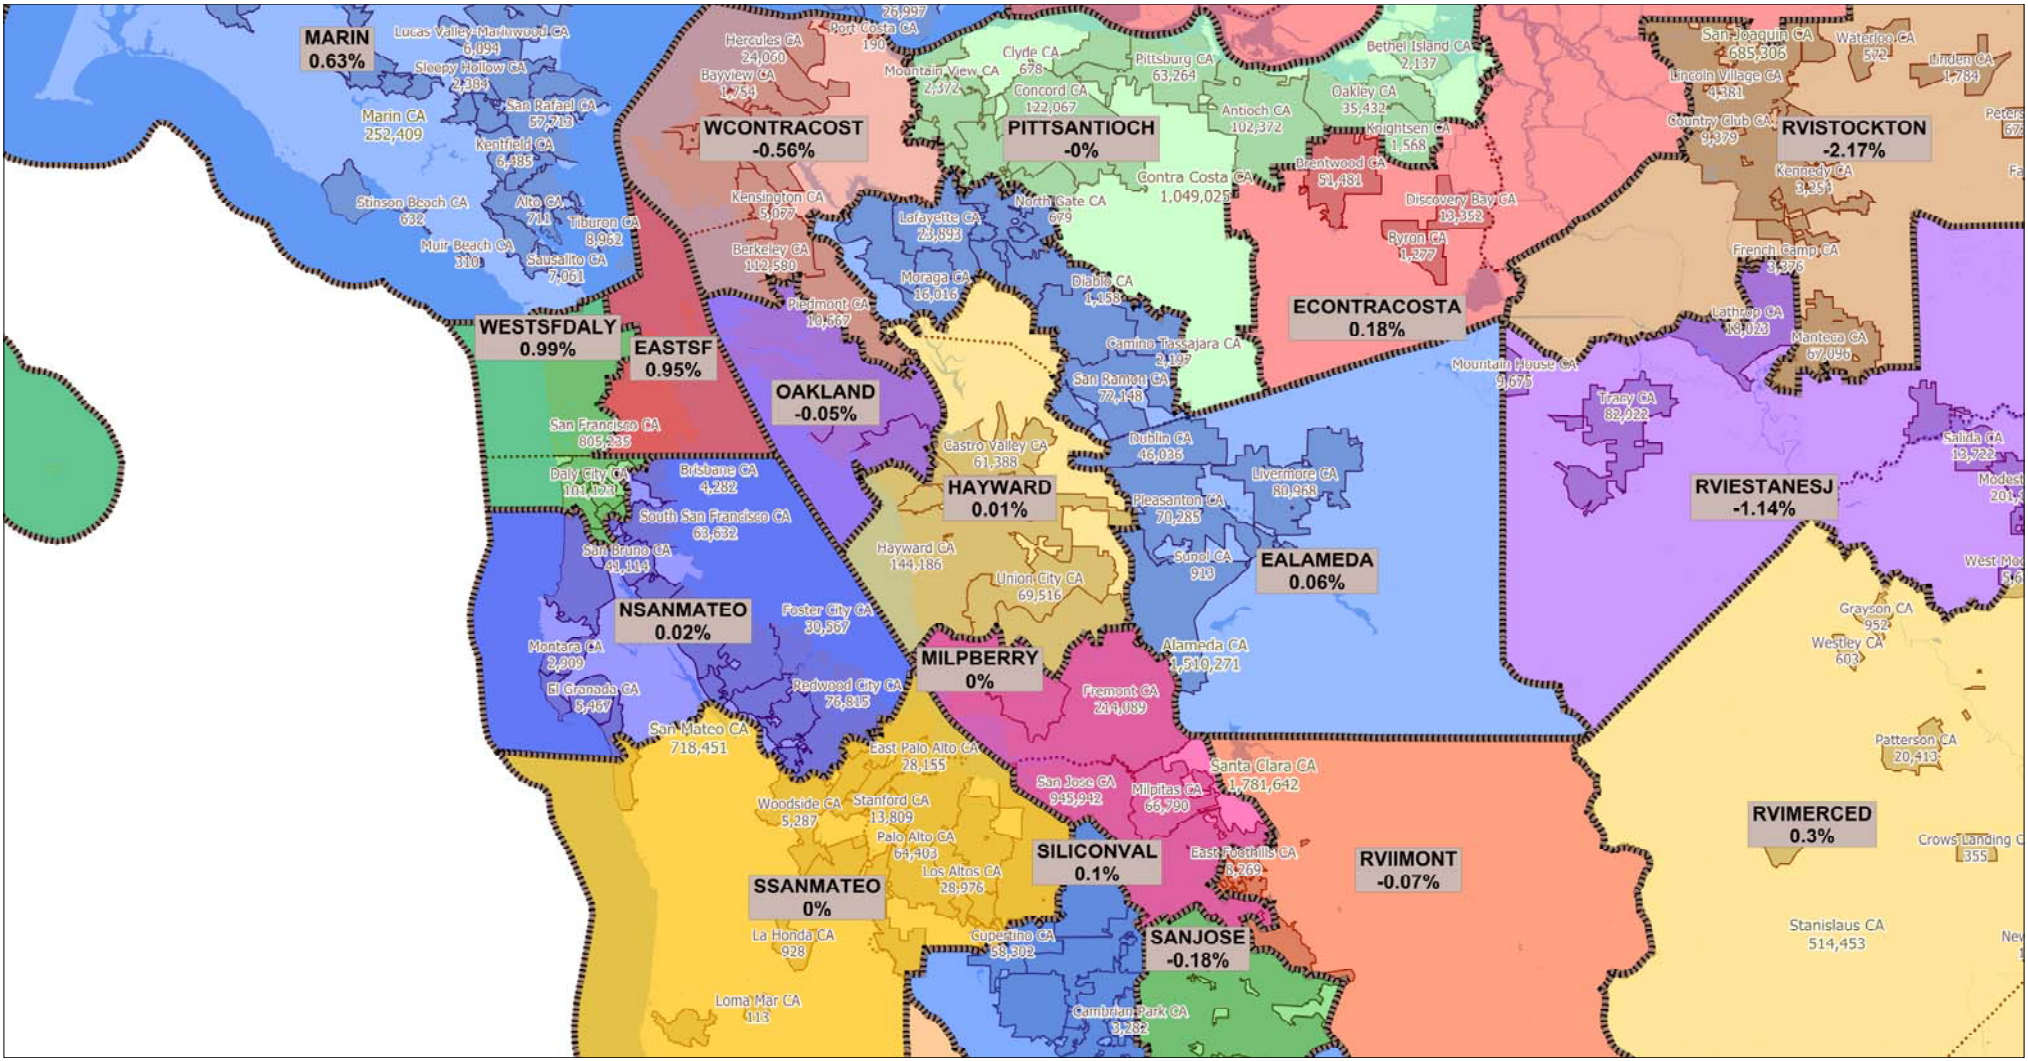 26,997
MARIN
0.63%
Lucas Valley-Marinwood CA
6,094
Sleepy Hollow CA
2,384
San Rafael CA
57,713
Marin CA
252,409
Kentfield CA
6,485
Stinson Beach CA
632
Alto CA
711
Tiburon CA
8,962
Muir Beach CA
310
Sausalito CA
7,061
Hercules CA
24,060
Port Costa CA
190
Bayview CA
1,754
WCONTRACOST
-0.56%
Kensington CA
5,077
Berkeley CA
112,580
Piedmont CA
10,667
Mountain View CA
2,372
Clyde CA
678
Concord CA
122,067
Pittsburg CA
63,264
PITTSANTIOCH
-0%
Antioch CA
102,372
Bethel Island CA
2,137
Oakley CA
35,432
Knightsen CA
1,568
Contra Costa CA
1,049,025
North Gate CA
679
Lafayette CA
23,893
Moraga CA
16,016
Diablo CA
1,158
Camino Tassajara CA
2,197
San Ramon CA
72,148
Brentwood CA
51,481
Discovery Bay CA
13,352
Byron CA
1,277
ECONTRACOSTA
0.18%
San Joaquin CA
685,306
Waterloo CA
572
Linden CA
1,784
Lincoln Village CA
4,381
Country Club CA
9,379
RVISTOCKTON
-2.17%
Peters
67
Kennedy CA
3,254
Fa
French Camp CA
3,376
Lathrop CA
18,023
Manteca CA
67,096
Mountain House CA
9,675
Tracy CA
82,922
Salida CA
13,722
Modest
201,1
RVIESTANESJ
-1.14%
West Mod
5,6
WESTSFDALY
0.99%
EASTSF
0.95%
San Francisco CA
805,235
OAKLAND
-0.05%
Daly City CA
101,123
Brisbane CA
4,282
South San Francisco CA
63,632
San Bruno CA
41,114
NSANMATEO
0.02%
Foster City CA
30,567
Montara CA
2,909
El Granada CA
5,467
Redwood City CA
76,815
San Mateo CA
718,451
Castro Valley CA
61,388
HAYWARD
0.01%
Hayward CA
144,186
Union City CA
69,516
Dublin CA
46,036
Livermore CA
80,968
Pleasanton CA
70,285
Sunol CA
913
EALAMEDA
0.06%
Alameda CA
1,510,271
MILPBERRY
0%
Fremont CA
214,089
Grayson CA
952
Westley CA
603
Patterson CA
20,413
RVIMERCED
0.3%
Crows Landing C
355
Stanislaus CA
514,453
New
1
East Palo Alto CA
28,155
Woodside CA
5,287
Stanford CA
13,809
Palo Alto CA
64,403
Los Altos CA
28,976
SSANMATEO
0%
La Honda CA
928
Loma Mar CA
113
San Jose CA
945,942
Milpitas CA
66,790
Santa Clara CA
1,781,642
SILICONVAL
0.1%
East Foothills CA
8,269
RVIIMONT
-0.07%
Cupertino CA
58,302
SANJOSE
-0.18%
Cambrian Park CA
3,282